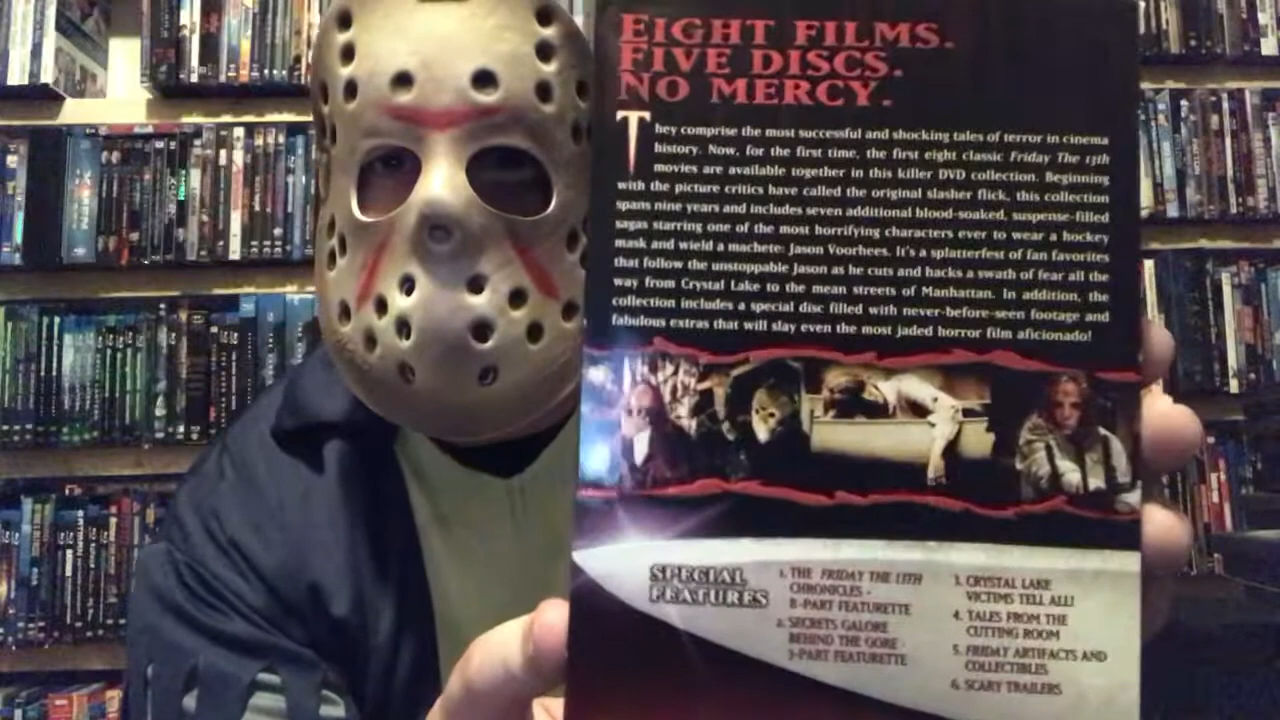 EIGHT FILMS.
FIVE DISCS.
NO MERCY.
They comprise the most successful and shocking tales of terror in cinema
history. Now, for the first time, the first eight classic Friday The 13th
movies are available together in this killer DVD collection. Beginning
with the picture critics have called the original slasher flick, this collection
spans nine years and includes seven additional blood-soaked, suspense-filled
sagas starring one of the most horrifying characters ever to wear a hockey
mask and wield a machete: Jason Voorhees. It's a splatterfest of fan favorites
that follow the unstoppable Jason as he cuts and hacks a swath of fear all the
way from Crystal Lake to the mean streets of Manhattan. In addition, the
collection includes a special disc filled with never-before-seen footage and
fabulous extras that will slay even the most jaded horror film aficionado!
SPECIAL
FEATURES
1. THE FRIDAY THE 13TH
CHRONICLES -
8-PART FEATURETTE
2. SECRETS GALORE
BEHIND THE GORE -
3-PART FEATURETTE
3. CRYSTAL LAKE
VICTIMS TELL ALL!
4. TALES FROM THE
CUTTING ROOM
5. FRIDAY ARTIFACTS AND
COLLECTIBLES
6. SCARY TRAILERS